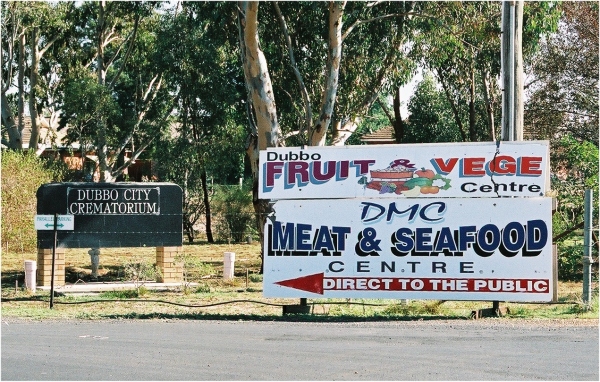 DUBBO CITY
CREMATORIUM
Dubbo
FRUIT & VEGE
Centre
DMC
MEAT & SEAFOOD
CENTRE
DIRECT TO THE PUBLIC